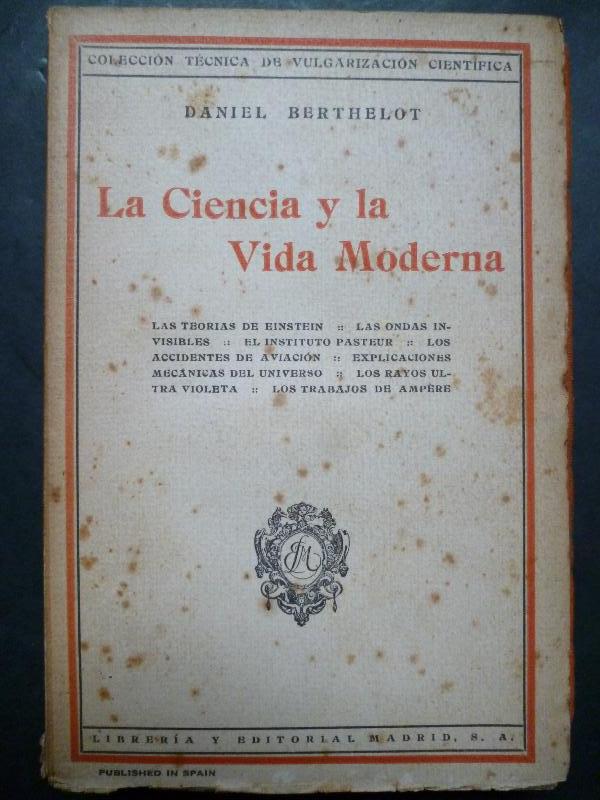 COLECCIÓN TÉCNICA DE VULGARIZACIÓN CIENTÍFICA
DANIEL BERTHELOT
La Ciencia y la
Vida Moderna
LAS TEORIAS DE EINSTEIN :: LAS ONDAS IN-
VISIBLES :: EL INSTITUTO PASTEUR :: LOS
ACCIDENTES DE AVIACIÓN :: EXPLICACIONES
MECÁNICAS DEL UNIVERSO :: LOS RAYOS UL-
TRA VIOLETA :: LOS TRABAJOS DE AMPÈRE
LIBRERÍA Y EDITORIAL MADRID, S. A.
PUBLISHED IN SPAIN